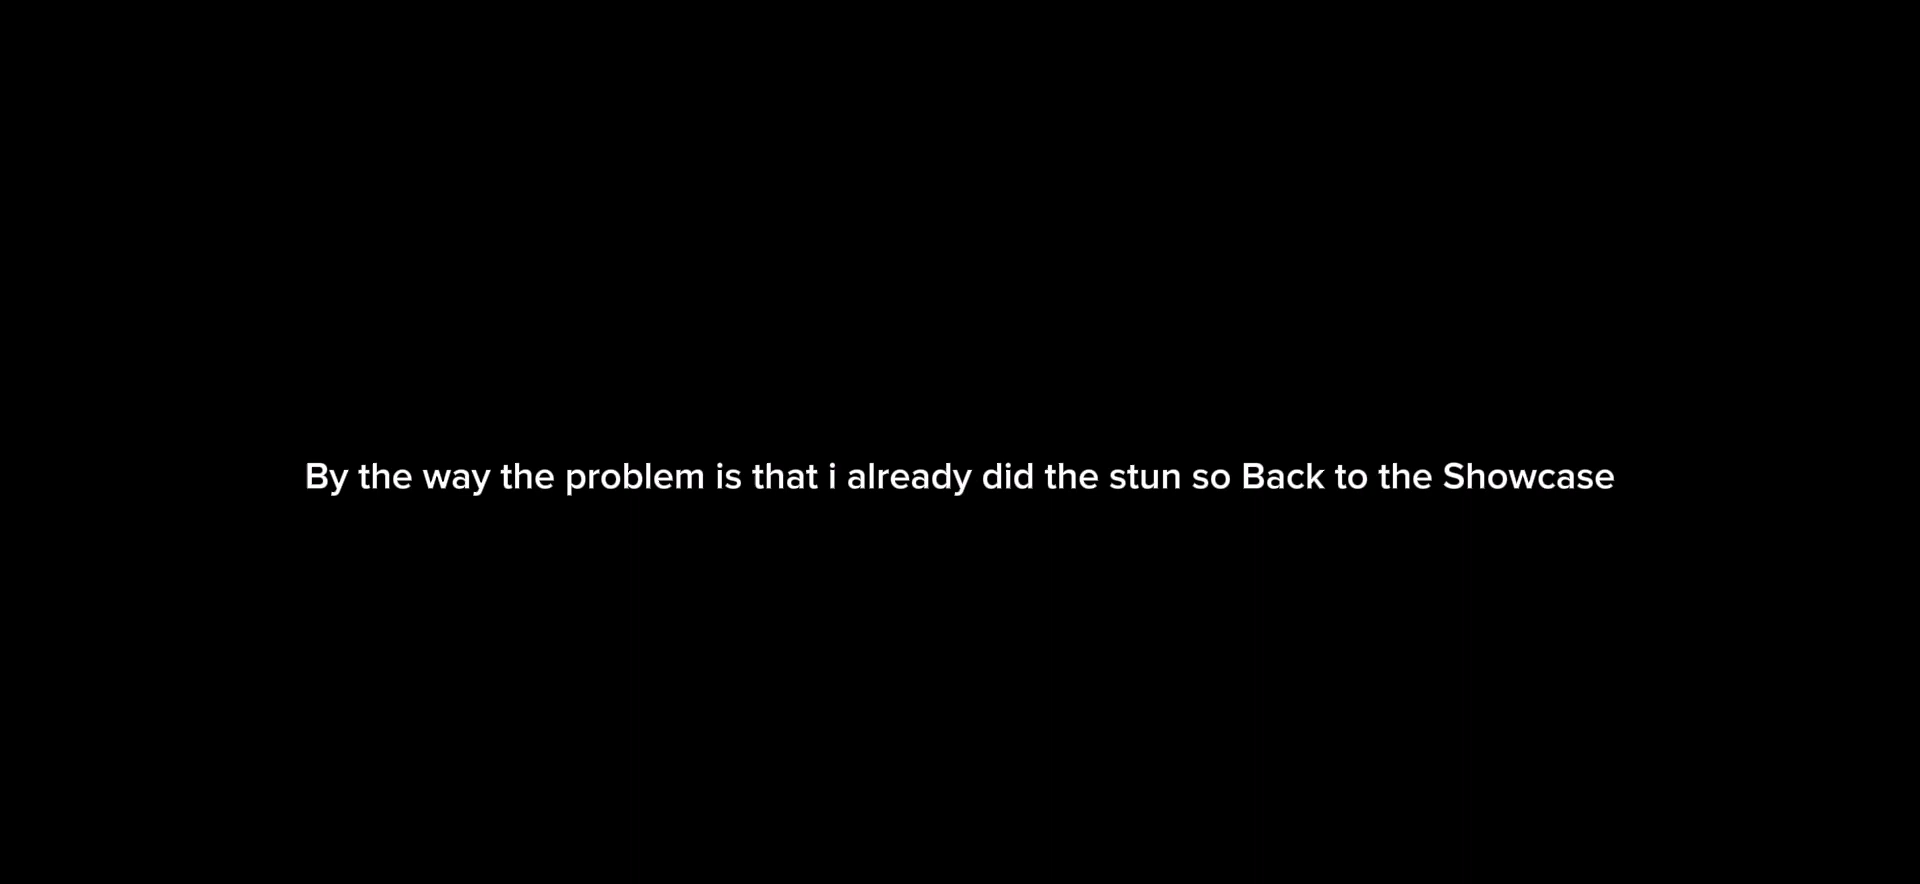 By the way the problem is that i already did the stun so Back to the Showcase